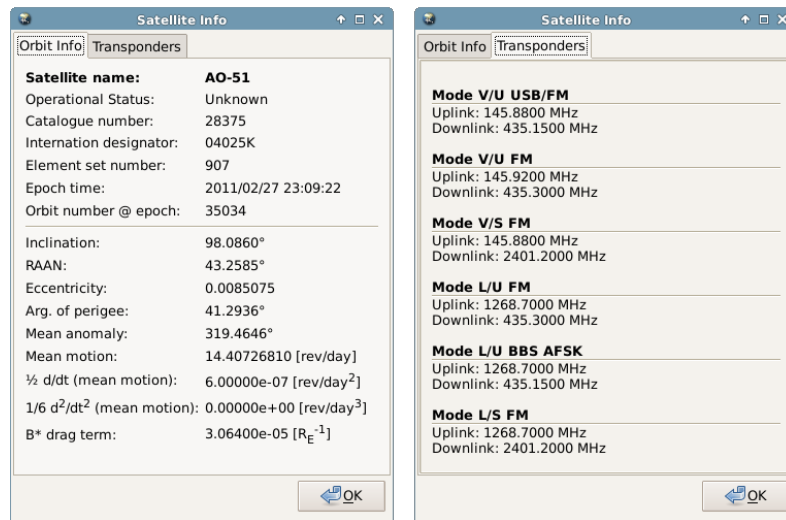 Satellite Info
Orbit Info Transponders
Satellite name: AO-51
Operational Status: Unknown
Catalogue number: 28375
Internation designator: 04025K
Element set number: 907
Epoch time: 2011/02/27 23:09:22
Orbit number @ epoch: 35034
Inclination: 98.0860°
RAAN: 43.2585°
Eccentricity: 0.0085075
Arg. of perigee: 41.2936°
Mean anomaly: 319.4646°
Mean motion: 14.40726810 [rev/day]
½ d/dt (mean motion): 6.00000e-07 [rev/day²]
1/6 d²/dt² (mean motion): 0.00000e+00 [rev/day³]
B* drag term: 3.06400e-05 [R_E⁻¹]
OK
Satellite Info
Orbit Info Transponders
Mode V/U USB/FM
Uplink: 145.8800 MHz
Downlink: 435.1500 MHz
Mode V/U FM
Uplink: 145.9200 MHz
Downlink: 435.3000 MHz
Mode V/S FM
Uplink: 145.8800 MHz
Downlink: 2401.2000 MHz
Mode L/U FM
Uplink: 1268.7000 MHz
Downlink: 435.3000 MHz
Mode L/U BBS AFSK
Uplink: 1268.7000 MHz
Downlink: 435.1500 MHz
Mode L/S FM
Uplink: 1268.7000 MHz
Downlink: 2401.2000 MHz
OK